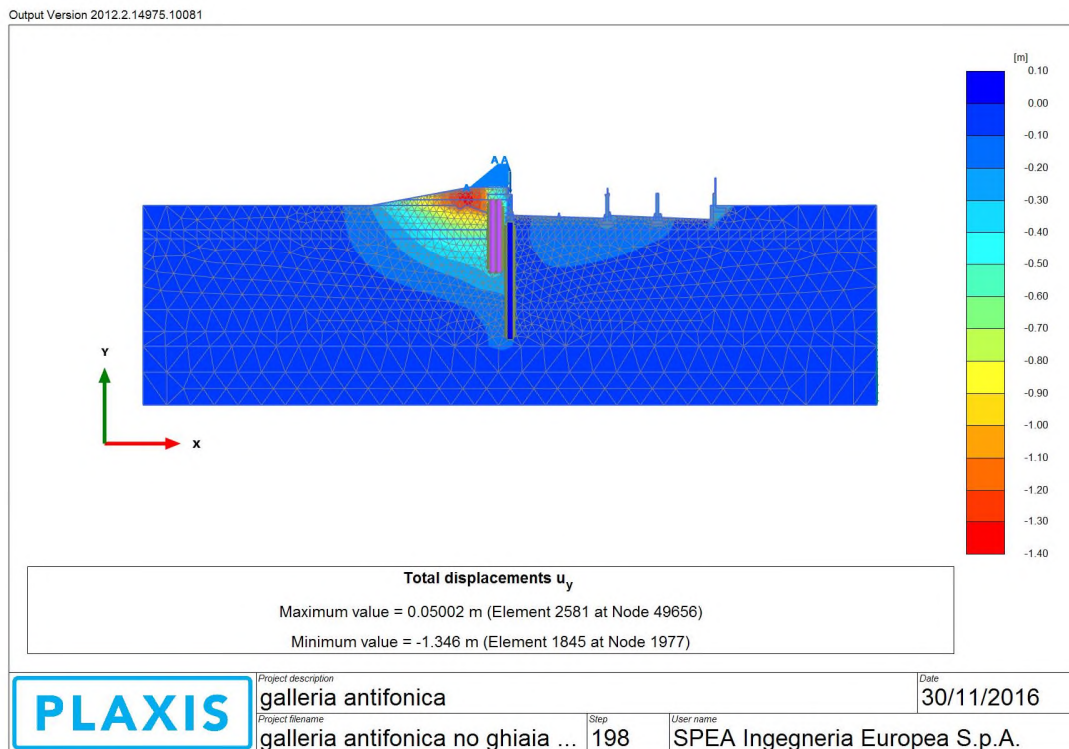 Output Version 2012.2.14975.10081
[m]
0.10
0.00
-0.10
-0.20
-0.30
-0.40
-0.50
-0.60
-0.70
-0.80
-0.90
-1.00
-1.10
-1.20
-1.30
-1.40
A A
A
Y
x
Total displacements uy
Maximum value = 0.05002 m (Element 2581 at Node 49656)
Minimum value = -1.346 m (Element 1845 at Node 1977)
PLAXIS
Project description
galleria antifonica
Date
30/11/2016
Project filename
galleria antifonica no ghiaia ...
Step
198
User name
SPEA Ingegneria Europea S.p.A.